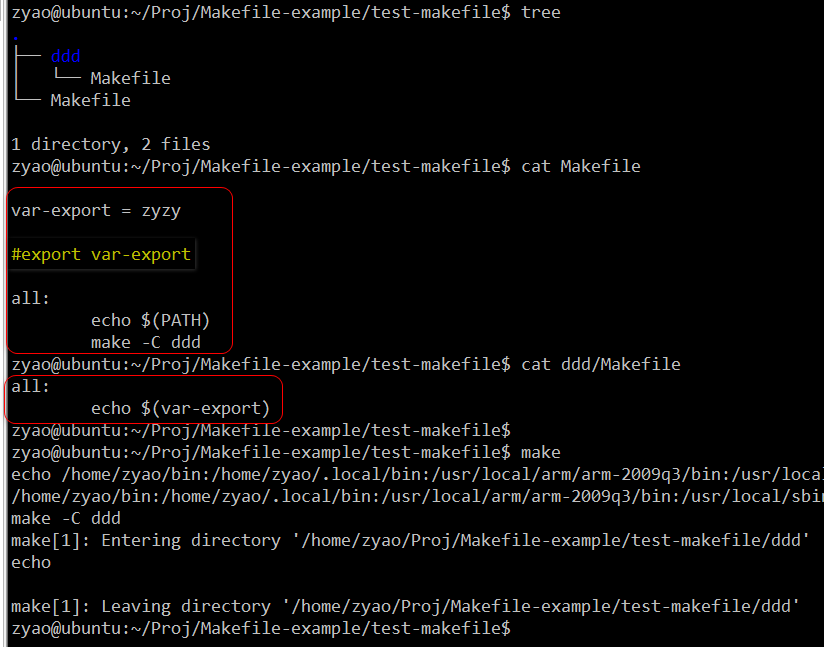 zyao@ubuntu:~/Proj/Makefile-example/test-makefile$ tree
.
├── ddd
│   └── Makefile
└── Makefile

1 directory, 2 files
zyao@ubuntu:~/Proj/Makefile-example/test-makefile$ cat Makefile

var-export = zyzy

#export var-export

all:
        echo $(PATH)
        make -C ddd
zyao@ubuntu:~/Proj/Makefile-example/test-makefile$ cat ddd/Makefile
all:
        echo $(var-export)
zyao@ubuntu:~/Proj/Makefile-example/test-makefile$
zyao@ubuntu:~/Proj/Makefile-example/test-makefile$ make
echo /home/zyao/bin:/home/zyao/.local/bin:/usr/local/arm/arm-2009q3/bin:/usr/local
/home/zyao/bin:/home/zyao/.local/bin:/usr/local/arm/arm-2009q3/bin:/usr/local/sbin
make -C ddd
make[1]: Entering directory '/home/zyao/Proj/Makefile-example/test-makefile/ddd'
echo

make[1]: Leaving directory '/home/zyao/Proj/Makefile-example/test-makefile/ddd'
zyao@ubuntu:~/Proj/Makefile-example/test-makefile$